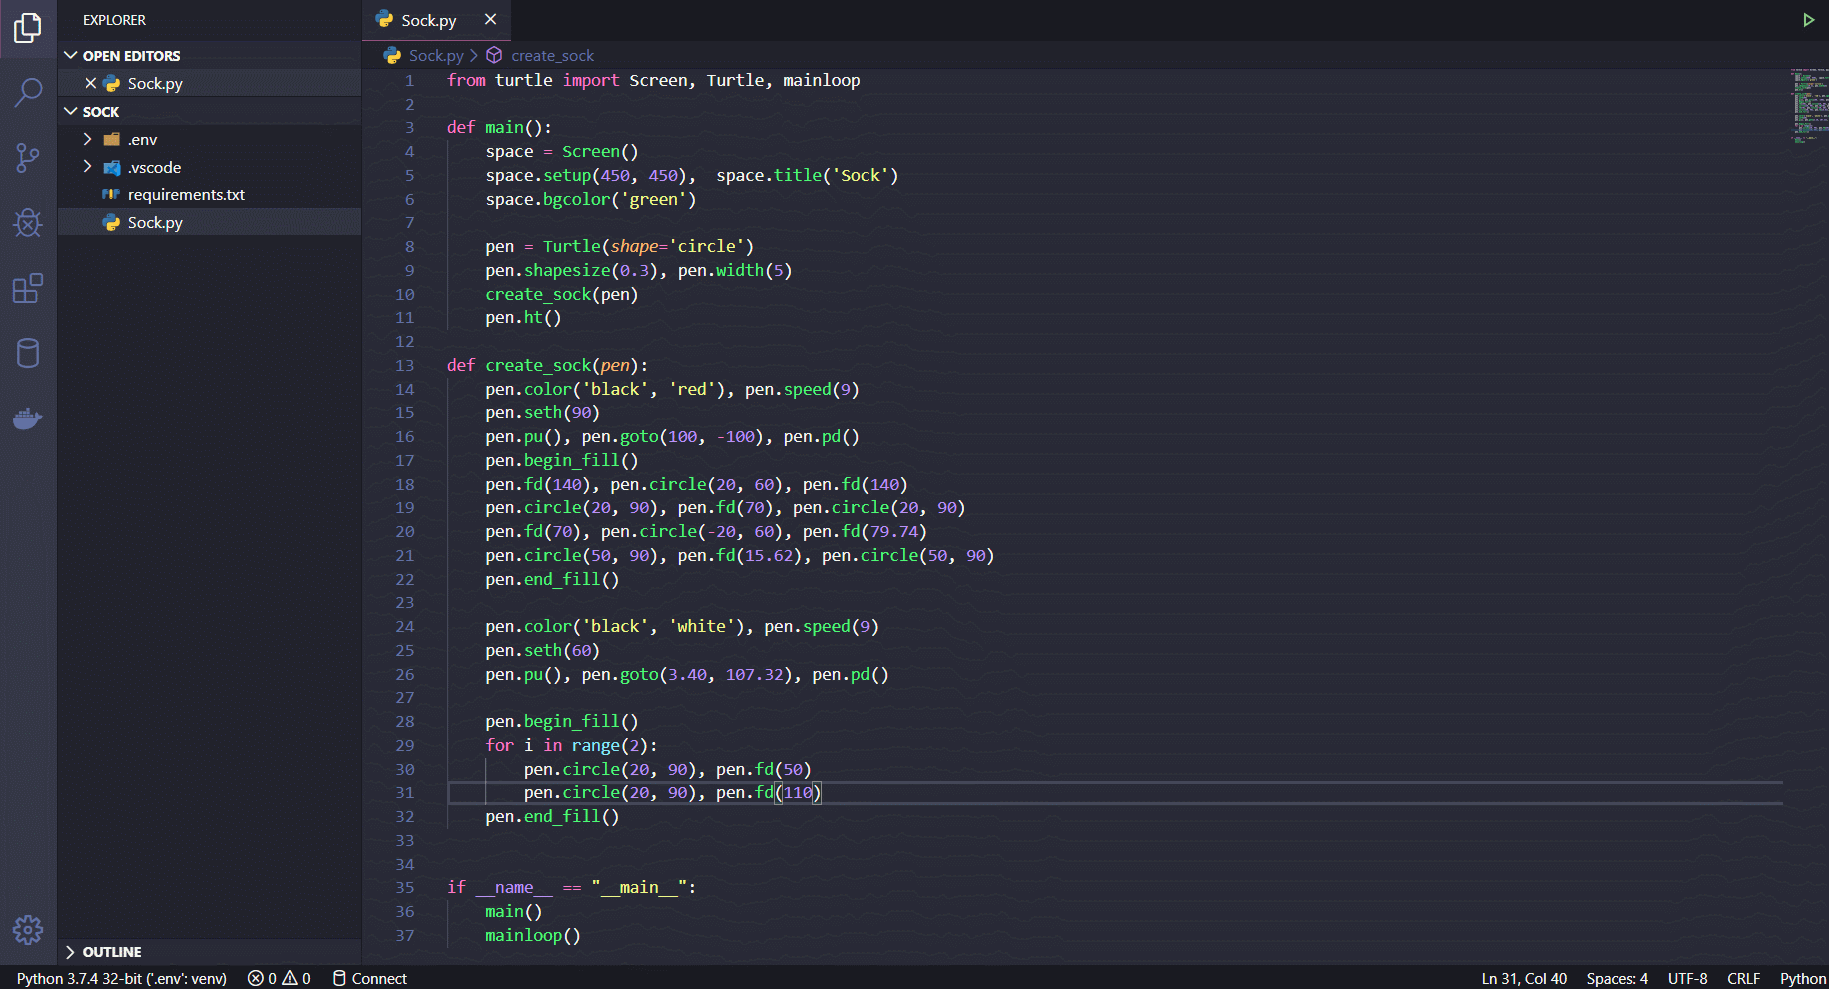 EXPLORER
OPEN EDITORS
Sock.py
SOCK
.env
.vscode
requirements.txt
Sock.py
OUTLINE
Sock.py
Sock.py > create_sock
1 from turtle import Screen, Turtle, mainloop
2
3 def main():
4     space = Screen()
5     space.setup(450, 450),  space.title('Sock')
6     space.bgcolor('green')
7
8     pen = Turtle(shape='circle')
9     pen.shapesize(0.3), pen.width(5)
10     create_sock(pen)
11     pen.ht()
12
13 def create_sock(pen):
14     pen.color('black', 'red'), pen.speed(9)
15     pen.seth(90)
16     pen.pu(), pen.goto(100, -100), pen.pd()
17     pen.begin_fill()
18     pen.fd(140), pen.circle(20, 60), pen.fd(140)
19     pen.circle(20, 90), pen.fd(70), pen.circle(20, 90)
20     pen.fd(70), pen.circle(-20, 60), pen.fd(79.74)
21     pen.circle(50, 90), pen.fd(15.62), pen.circle(50, 90)
22     pen.end_fill()
23
24     pen.color('black', 'white'), pen.speed(9)
25     pen.seth(60)
26     pen.pu(), pen.goto(3.40, 107.32), pen.pd()
27
28     pen.begin_fill()
29     for i in range(2):
30         pen.circle(20, 90), pen.fd(50)
31         pen.circle(20, 90), pen.fd(110)
32     pen.end_fill()
33
34
35 if __name__ == "__main__":
36     main()
37     mainloop()
Python 3.7.4 32-bit ('.env': venv) 0 0 Connect Ln 31, Col 40 Spaces: 4 UTF-8 CRLF Python